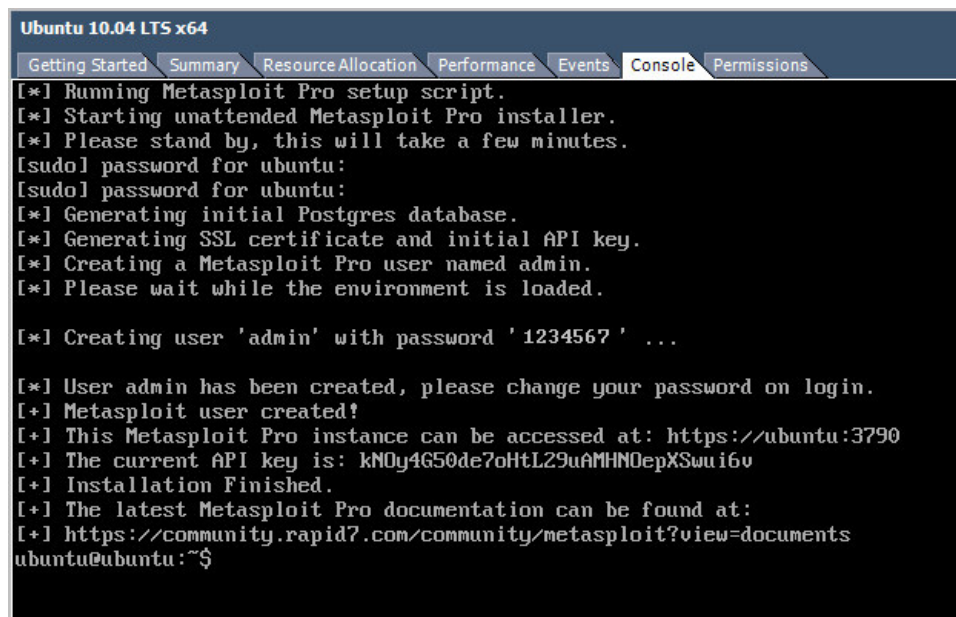 Ubuntu 10.04 LTS x64
Getting Started Summary Resource Allocation Performance Events Console Permissions
[*] Running Metasploit Pro setup script.
[*] Starting unattended Metasploit Pro installer.
[*] Please stand by, this will take a few minutes.
[sudo] password for ubuntu:
[sudo] password for ubuntu:
[*] Generating initial Postgres database.
[*] Generating SSL certificate and initial API key.
[*] Creating a Metasploit Pro user named admin.
[*] Please wait while the environment is loaded.
[*] Creating user 'admin' with password ' 1234567 ' ...
[*] User admin has been created, please change your password on login.
[+] Metasploit user created!
[+] This Metasploit Pro instance can be accessed at: https://ubuntu:3790
[+] The current API key is: kNOy4G50de7oHtL29uAMHNOepXSwui6v
[+] Installation Finished.
[+] The latest Metasploit Pro documentation can be found at:
[+] https://community.rapid7.com/community/metasploit?view=documents
ubuntu@ubuntu:~$